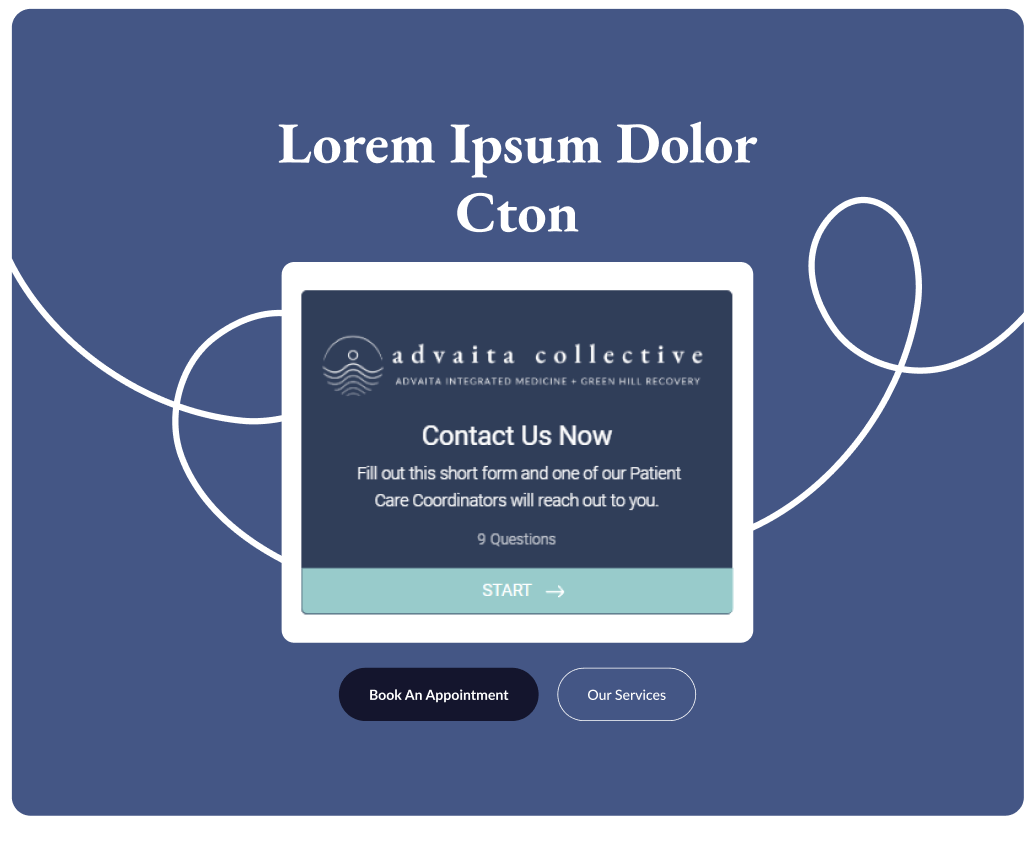 Lorem Ipsum Dolor
Cton
advaita collective
ADVAITA INTEGRATED MEDICINE + GREEN HILL RECOVERY
Contact Us Now
Fill out this short form and one of our Patient
Care Coordinators will reach out to you.
9 Questions
START →
Book An Appointment
Our Services